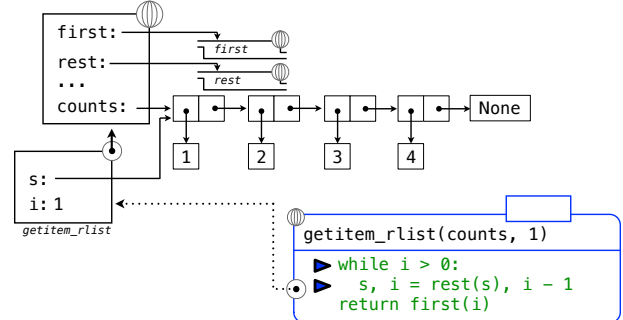 first:
first
rest:
rest
...
counts:
None
1 2 3 4
s:
i: 1
getitem_rlist
getitem_rlist(counts, 1)
while i > 0:
s, i = rest(s), i - 1
return first(i)